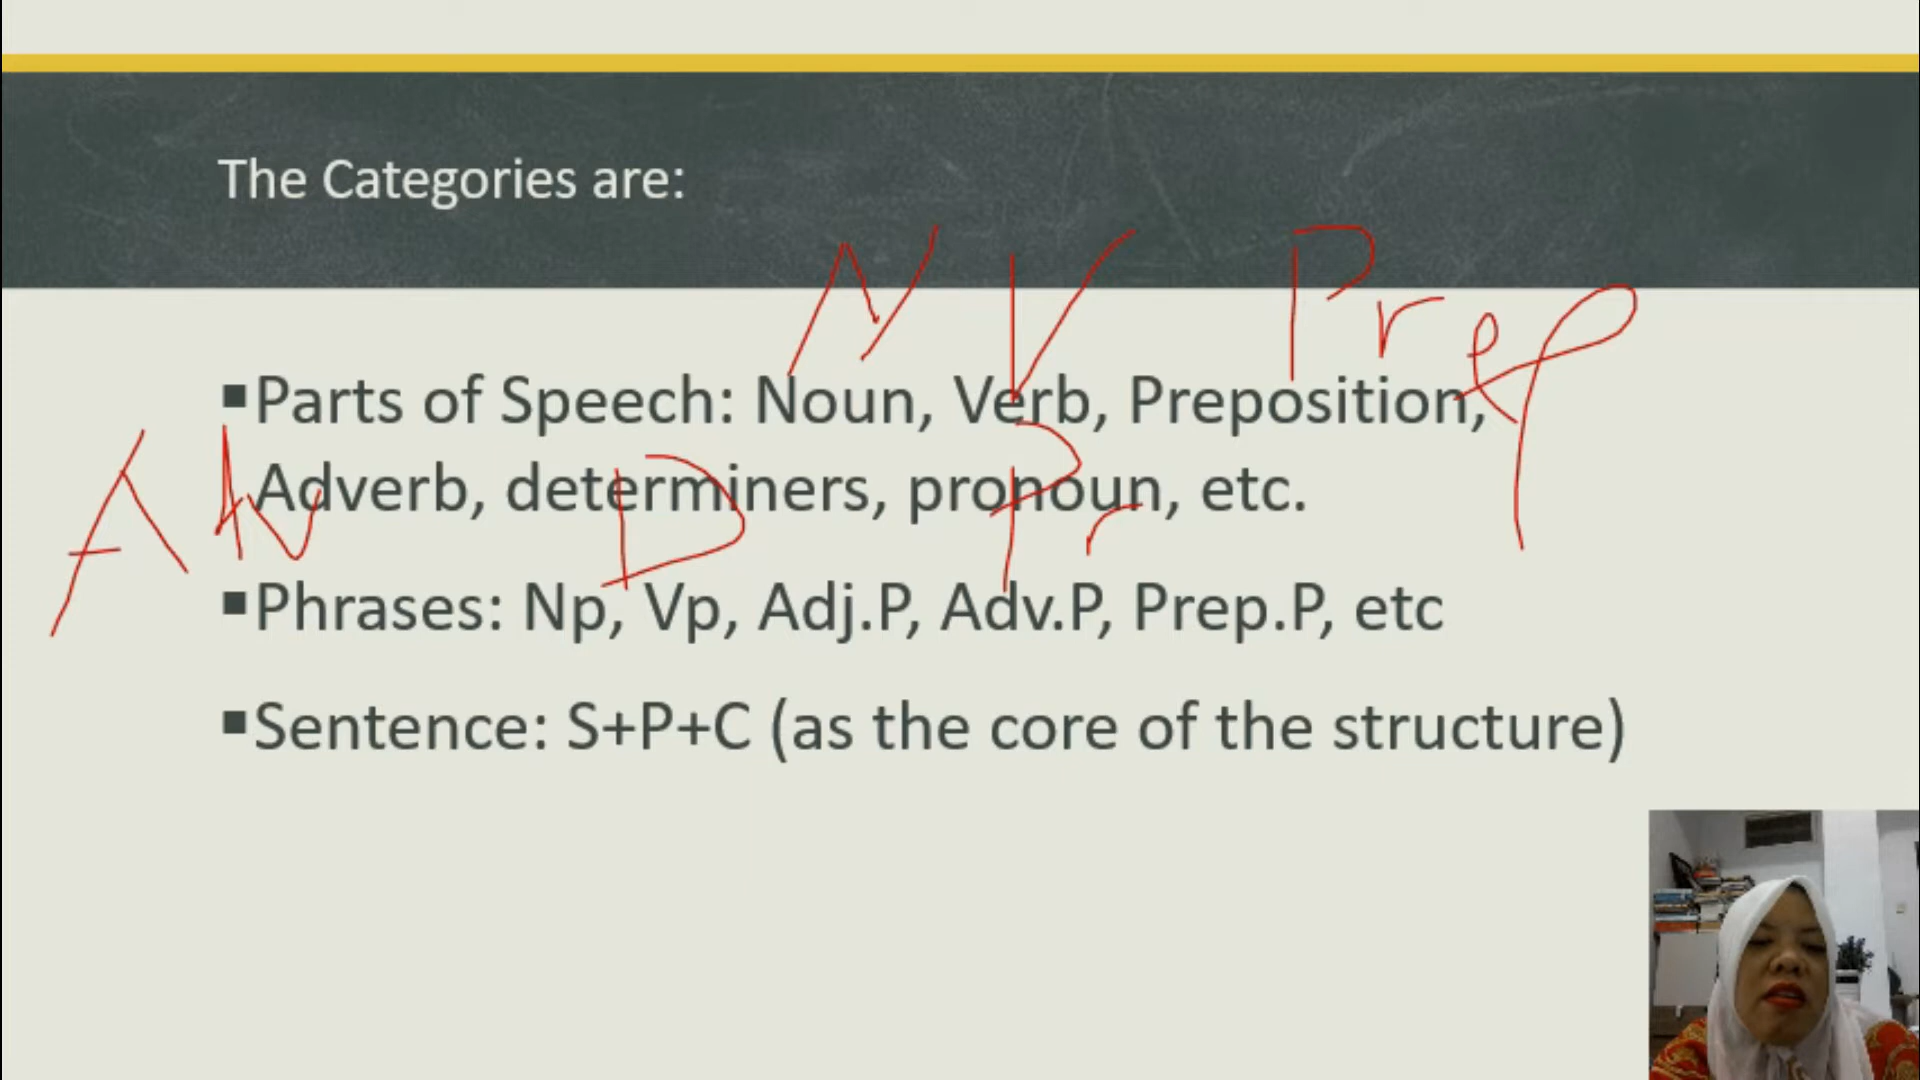 The Categories are:
N V Prep
▪Parts of Speech: Noun, Verb, Preposition,
Adverb, determiners, pronoun, etc.
D Pr
▪Phrases: Np, Vp, Adj.P, Adv.P, Prep.P, etc
▪Sentence: S+P+C (as the core of the structure)